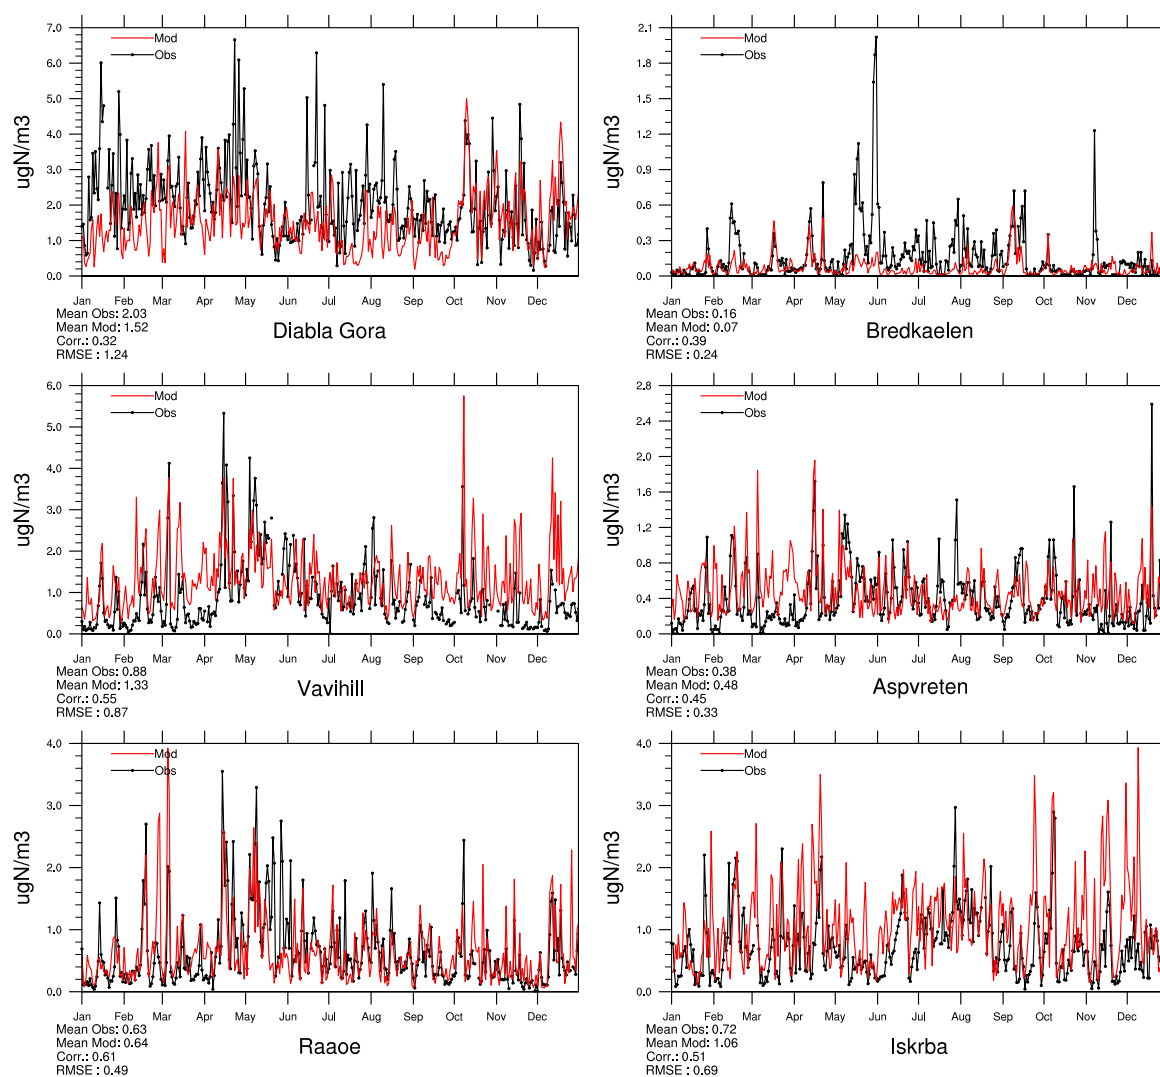 7.0
6.0
5.0
4.0
3.0
2.0
1.0
0.0
ugN/m3
Mod
Obs
Jan Feb Mar Apr May Jun Jul Aug Sep Oct Nov Dec
Mean Obs: 2.03
Mean Mod: 1.52
Corr.: 0.32
RMSE : 1.24
Diabla Gora
2.1
1.8
1.5
1.2
0.9
0.6
0.3
0.0
ugN/m3
Mod
Obs
Jan Feb Mar Apr May Jun Jul Aug Sep Oct Nov Dec
Mean Obs: 0.16
Mean Mod: 0.07
Corr.: 0.39
RMSE : 0.24
Bredkaelen
6.0
5.0
4.0
3.0
2.0
1.0
0.0
ugN/m3
Mod
Obs
Jan Feb Mar Apr May Jun Jul Aug Sep Oct Nov Dec
Mean Obs: 0.88
Mean Mod: 1.33
Corr.: 0.55
RMSE : 0.87
Vavihill
2.8
2.4
2.0
1.6
1.2
0.8
0.4
0.0
ugN/m3
Mod
Obs
Jan Feb Mar Apr May Jun Jul Aug Sep Oct Nov Dec
Mean Obs: 0.38
Mean Mod: 0.48
Corr.: 0.45
RMSE : 0.33
Aspvreten
4.0
3.0
2.0
1.0
0.0
ugN/m3
Mod
Obs
Jan Feb Mar Apr May Jun Jul Aug Sep Oct Nov Dec
Mean Obs: 0.63
Mean Mod: 0.64
Corr.: 0.61
RMSE : 0.49
Raaoe
4.0
3.0
2.0
1.0
0.0
ugN/m3
Mod
Obs
Jan Feb Mar Apr May Jun Jul Aug Sep Oct Nov Dec
Mean Obs: 0.72
Mean Mod: 1.06
Corr.: 0.51
RMSE : 0.69
Iskrba